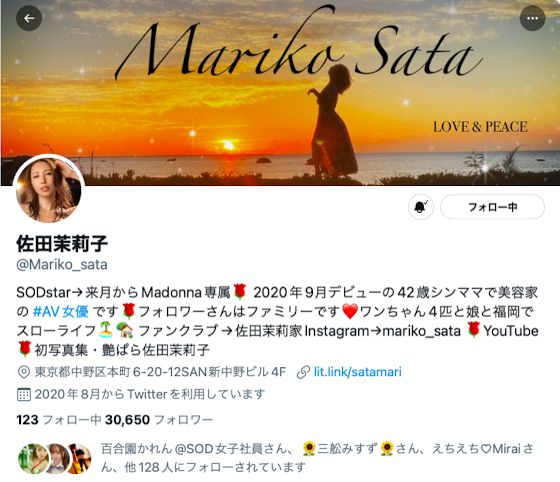 Mariko Sata
LOVE & PEACE
フォロー中
佐田茉莉子
@Mariko_sata
SODstar→来月からMadonna専属🌹 2020年9月デビューの42歳シンママで美容家
の #AV女優 です🌹フォロワーさんはファミリーです❤️ワンちゃん4匹と娘と福岡で
スローライフ🏝🏡 ファンクラブ→佐田茉莉家Instagram→mariko_sata 🌹YouTube
🌹初写真集・艶ばら佐田茉莉子
東京都中野区本町6-20-12SAN新中野ビル4F lit.link/satamari
2020年8月からTwitterを利用しています
123 フォロー中 30,650 フォロワー
百合園かれん@SOD女子社員さん、🌻三舩みすず🌻さん、えちえち♡Miraiさ
ん、他128人にフォローされています